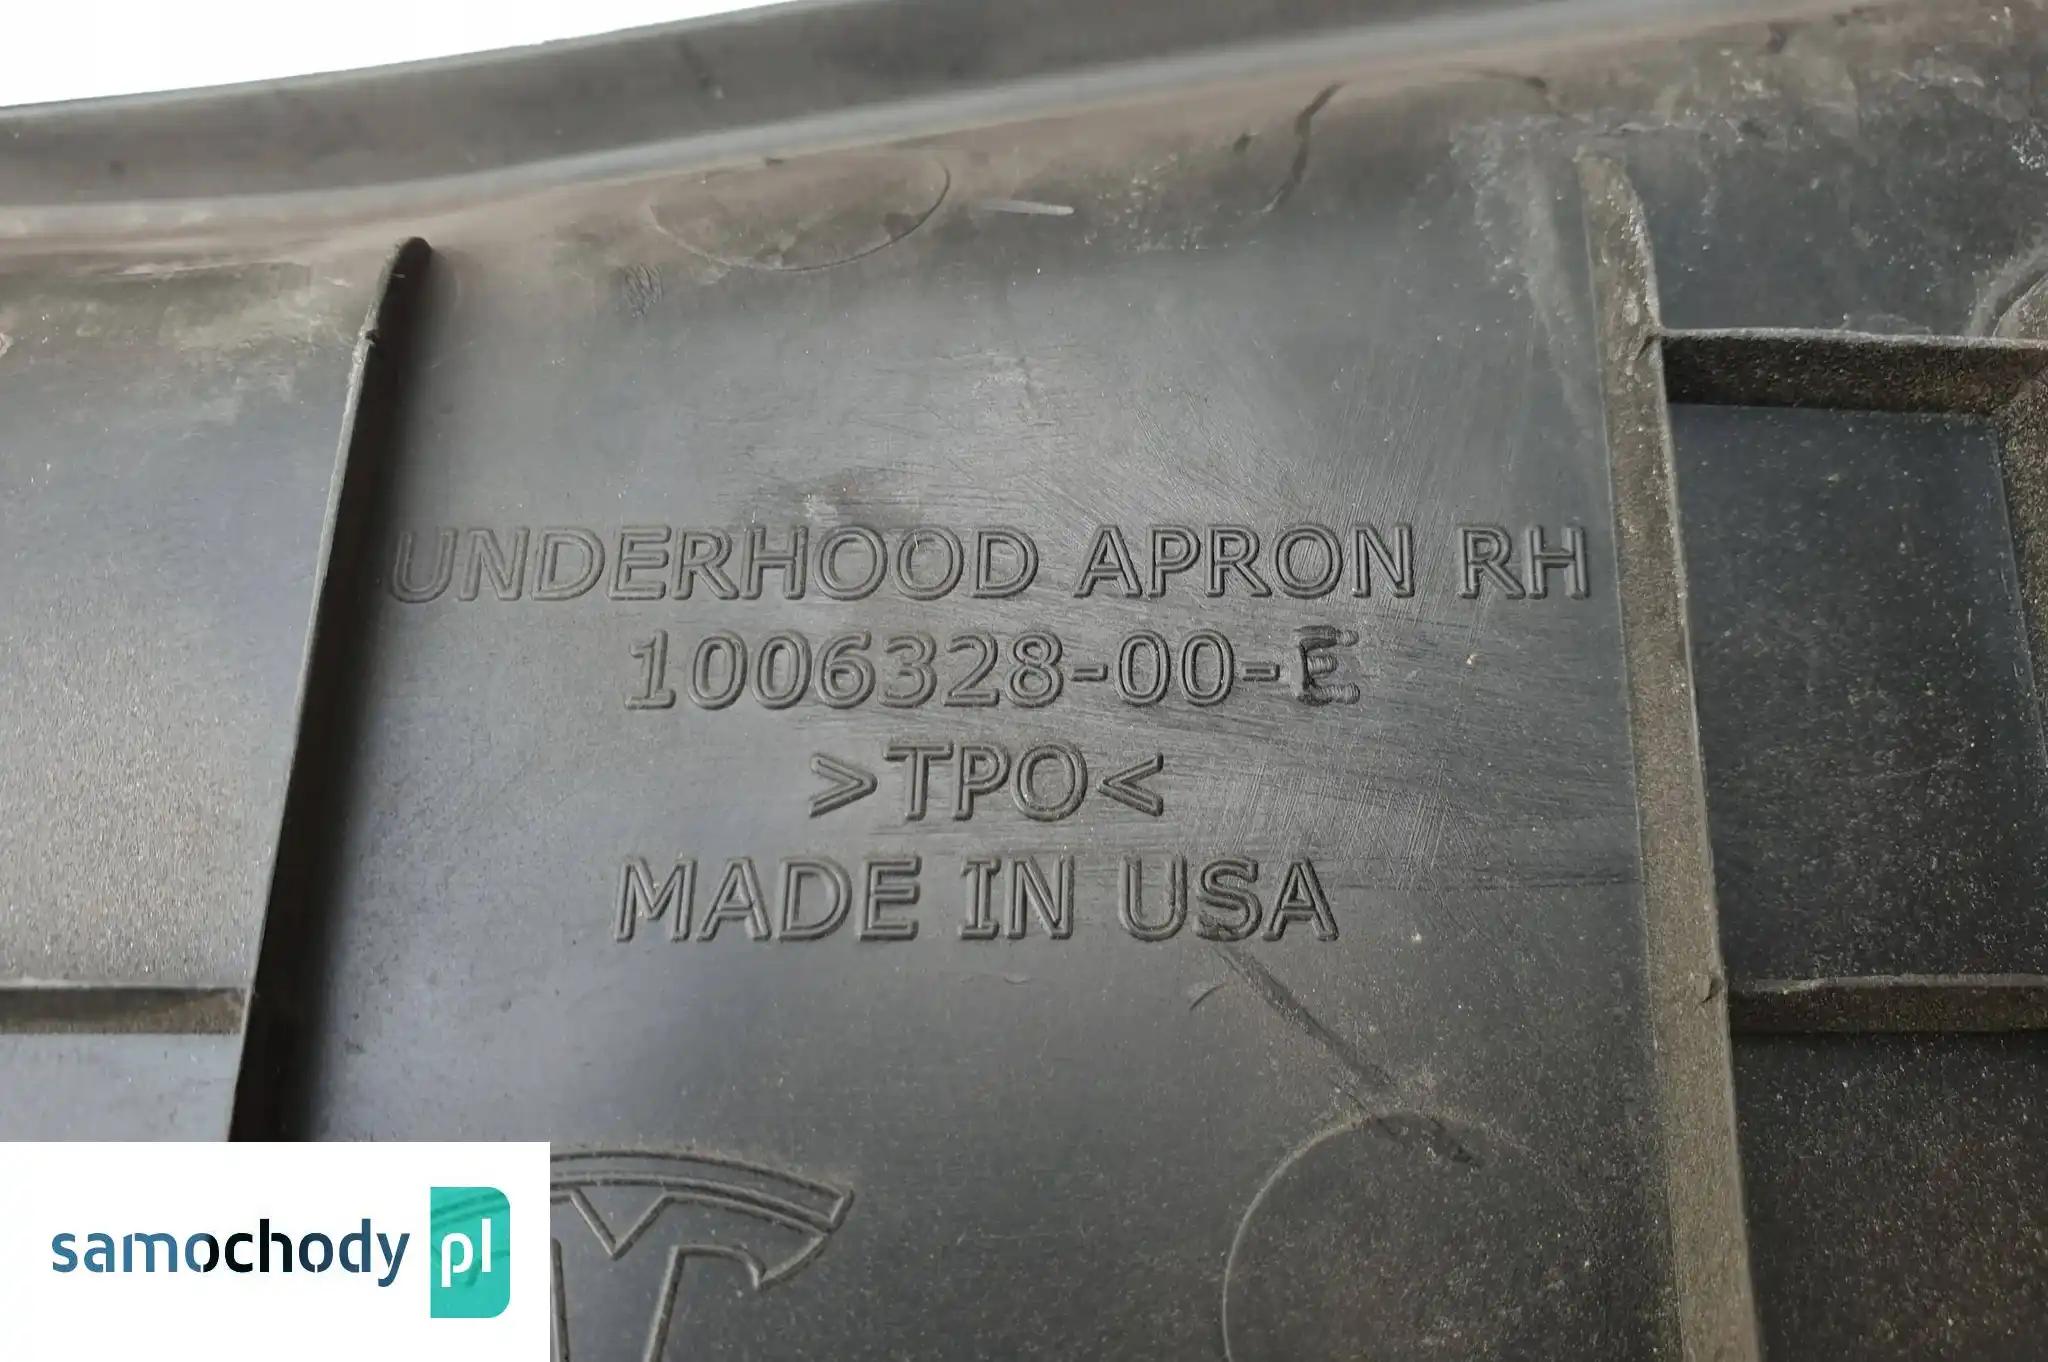 UNDERHOOD APRON RH
1006328-00-E
>TPO<
MADE IN USA
samochody pl